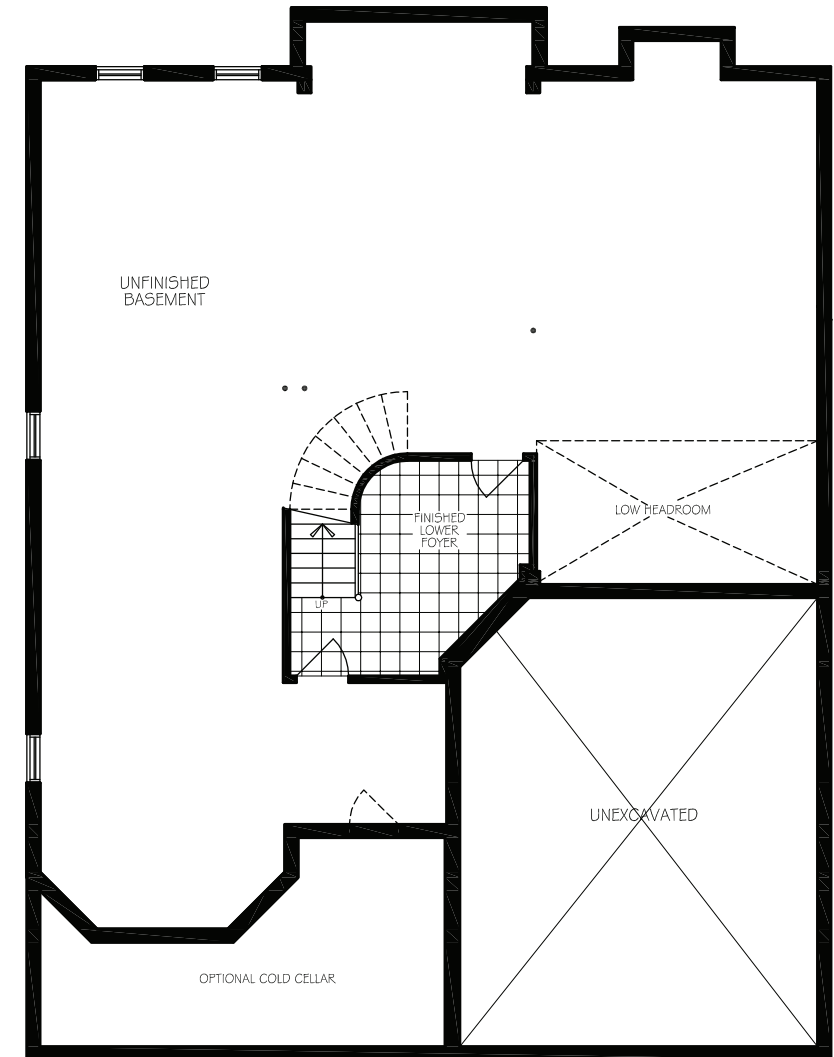 UNFINISHED
BASEMENT
LOW HEADROOM
FINISHED
LOWER
FOYER
UP
UNEXCAVATED
OPTIONAL COLD CELLAR